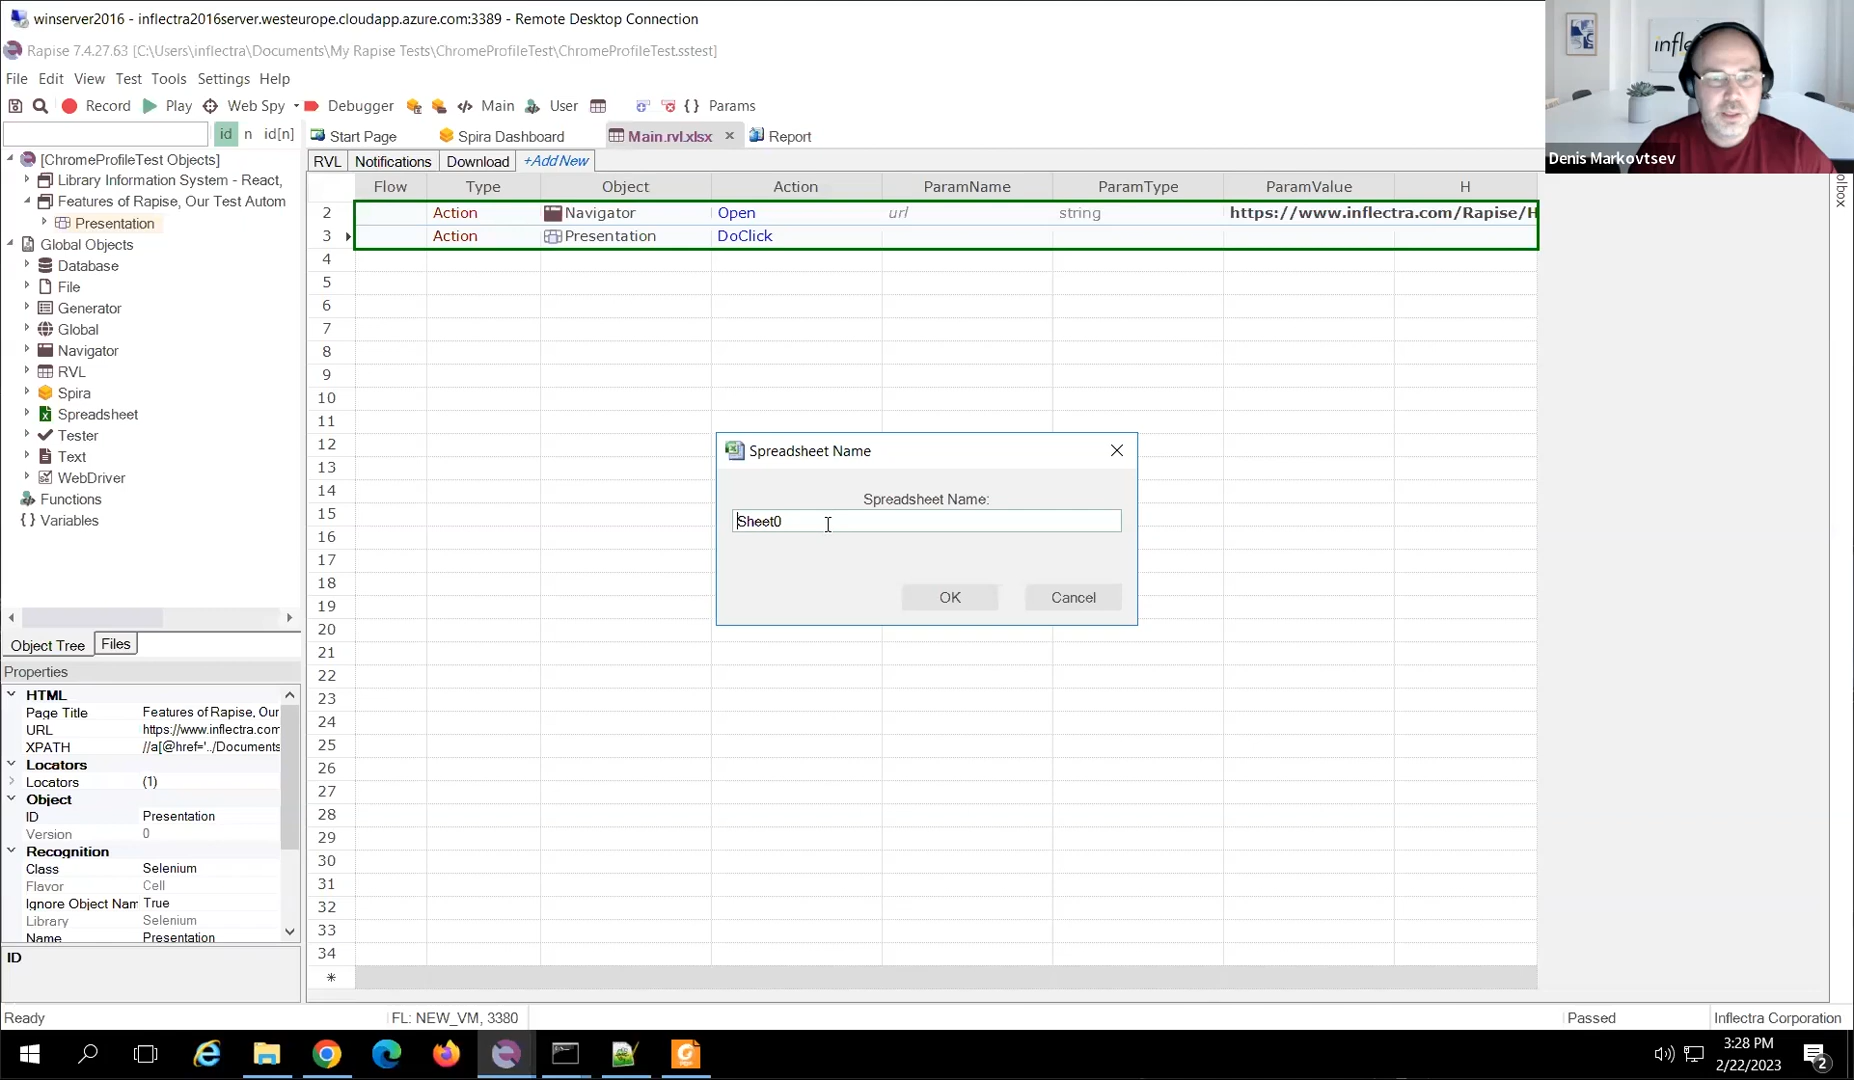 winserver2016 - inflectra2016server.westeurope.cloudapp.azure.com:3389 - Remote Desktop Connection
Rapise 7.4.27.63 [C:\Users\inflectra\Documents\My Rapise Tests\ChromeProfileTest\ChromeProfileTest.sstest]
File Edit View Test Tools Settings Help
Record Play Web Spy Debugger Main User { } Params
id n id[n] Start Page Spira Dashboard Main.rvl.xlsx Report
[ChromeProfileTest Objects]
Library Information System - React,
Features of Rapise, Our Test Autom
Presentation
Global Objects
Database
File
Generator
Global
Navigator
RVL
Spira
Spreadsheet
Tester
Text
WebDriver
Functions
{ } Variables
Object Tree Files
Properties
HTML
Page Title Features of Rapise, Our
URL https://www.inflectra.com
XPATH //a[@href='../Documents
Locators
Locators (1)
Object
ID Presentation
Version 0
Recognition
Class Selenium
Flavor Cell
Ignore Object Nam True
Library Selenium
Name Presentation
ID
RVL Notifications Download +Add New
Flow Type Object Action ParamName ParamType ParamValue H
2 Action Navigator Open url string https://www.inflectra.com/Rapise/H
3 Action Presentation DoClick
4
5
6
7
8
9
10
11
12
13
14
15
16
17
18
19
20
21
22
23
24
25
26
27
28
29
30
31
32
33
34
*
Spreadsheet Name
Spreadsheet Name:
Sheet0
OK Cancel
infle
Denis Markovtsev
olbox
Ready FL: NEW_VM, 3380 Passed Inflectra Corporation
3:28 PM
2/22/2023
2